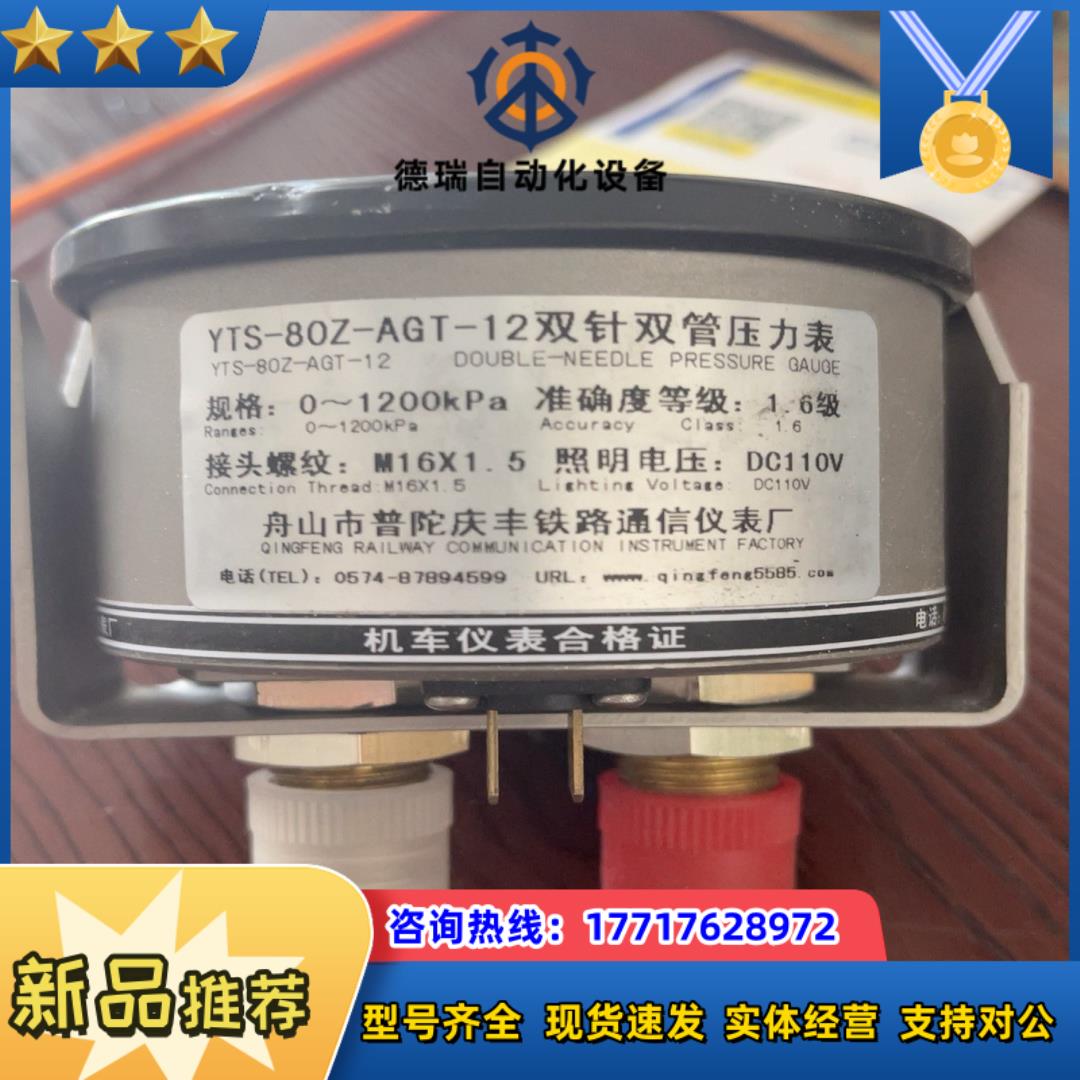 德瑞自动化设备
YTS-80Z-AGT-12双针双管压力表
YTS-80Z-AGT-12 DOUBLE-NEEDLE PRESSURE GAUGE
规格：0～1200kPa 准确度等级：1.6级
Ranges: 0～1200kPa Accuracy Class: 1.6
接头螺纹：M16X1.5 照明电压：DC110V
Connection Thread:M16X1.5 Lighting Voltage: DC110V
舟山市普陀庆丰铁路通信仪表厂
QINGFENG RAILWAY COMMUNICATION INSTRUMENT FACTORY
电话(TEL)：0574-87894599 URL：www.qingfeng5585.com
厂 机车仪表合格证 电话:
咨询热线：17717628972
新品推荐
型号齐全 现货速发 实体经营 支持对公